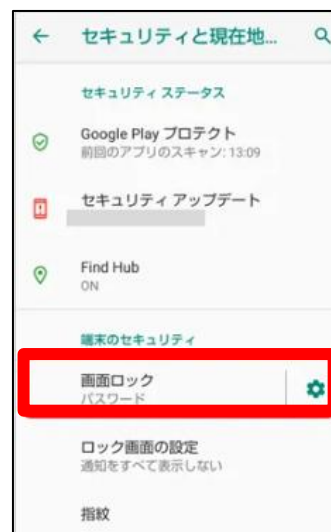 セキュリティと現在地...
セキュリティ ステータス
Google Play プロテクト
前回のアプリのスキャン: 13:09
セキュリティ アップデート
Find Hub
ON
端末のセキュリティ
画面ロック
パスワード
ロック画面の設定
通知をすべて表示しない
指紋